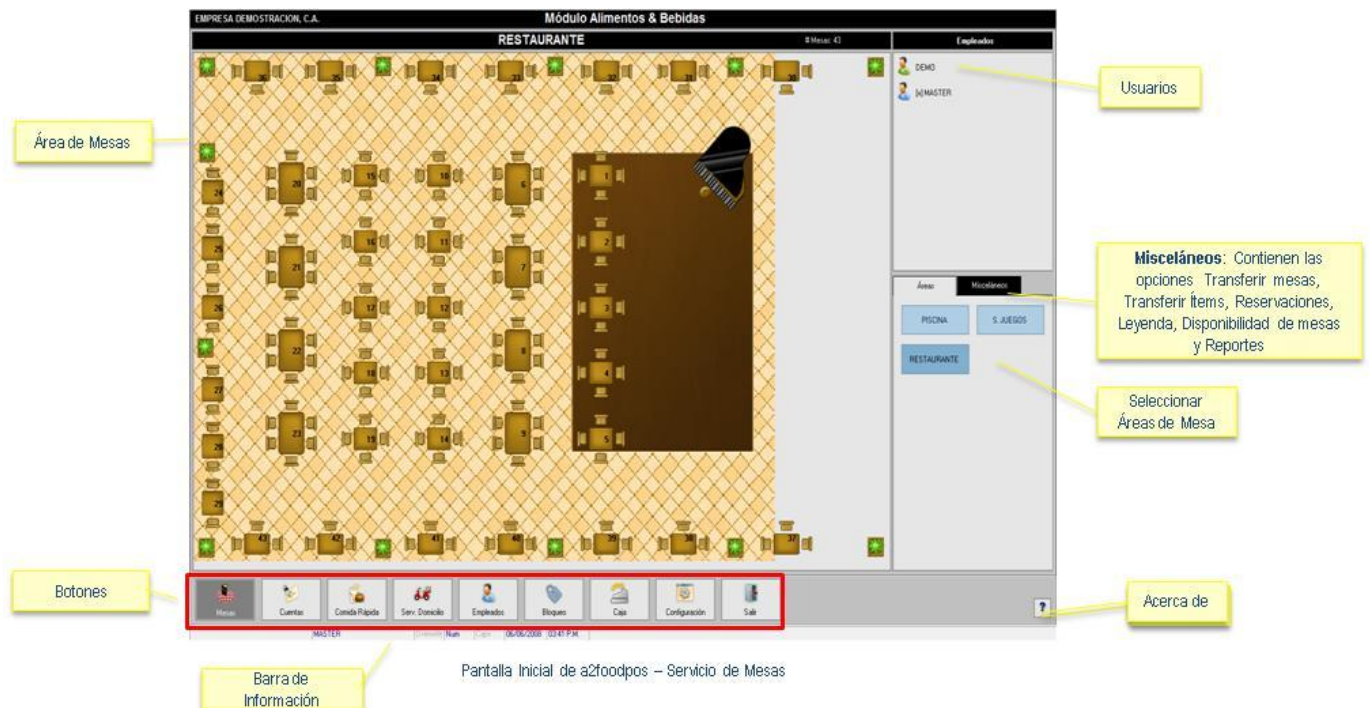 EMPRESA DEMOSTRACION, C.A.
Módulo Alimentos & Bebidas
RESTAURANTE
# Mesas: 43
Empleados
DEMO
[x] MASTER
Usuarios
Área de Mesas
36 35 34 33 32 31 30
24 20 15 10 6 1
25 21 16 11 7 2
26 17 12 3
22 18 13 8 4
27
28 23 19 14 9 5
29
43 42 41 40 39 38 37
Misceláneos: Contienen las
opciones Transferir mesas,
Transferir Ítems, Reservaciones,
Leyenda, Disponibilidad de mesas
y Reportes
Áreas
Misceláneos
PISCINA
S. JUEGOS
RESTAURANTE
Seleccionar
Áreas de Mesa
Botones
Mesas
Cuentas
Comida Rápida
Serv. Domicilio
Empleados
Bloqueo
Caja
Configuración
Salir
?
Acerca de
MASTER
Num
Caps
06/06/2008
03:41 P.M.
Barra de
Información
Pantalla Inicial de a2foodpos – Servicio de Mesas